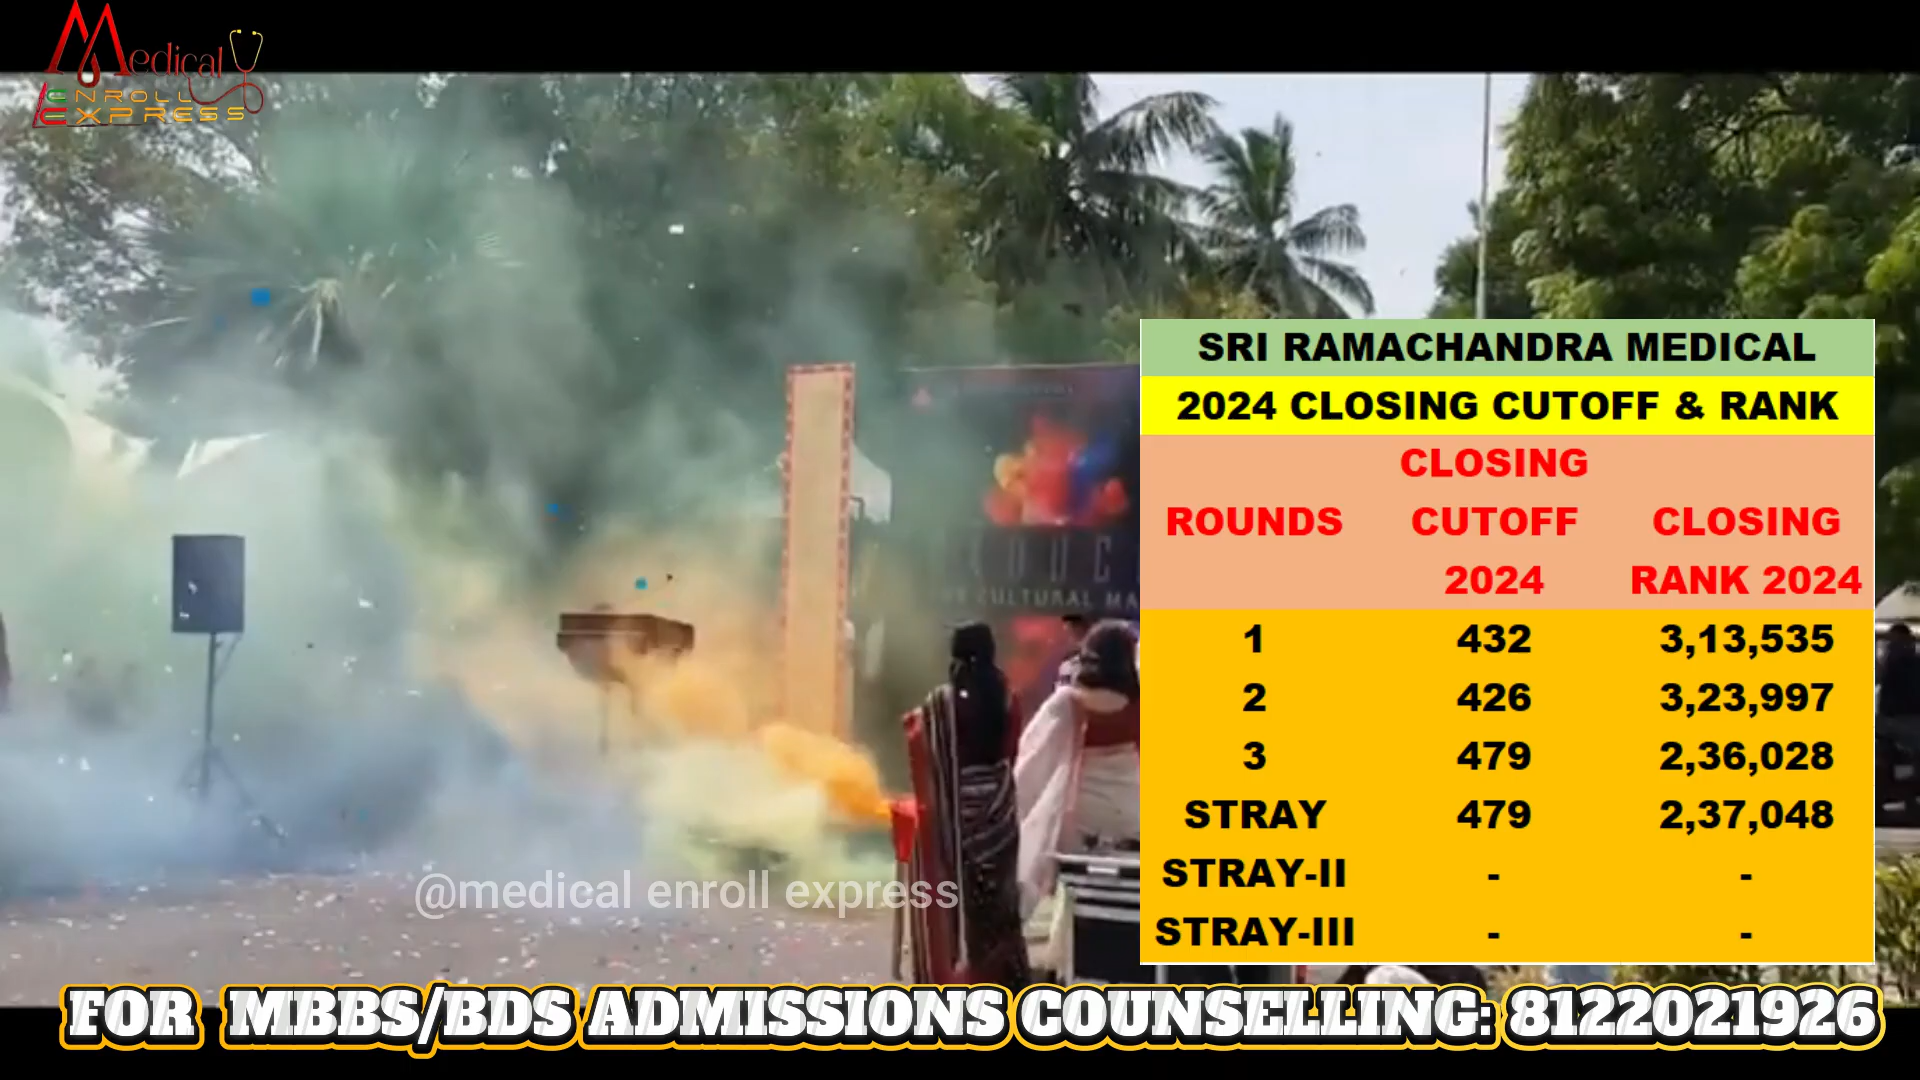 Medical
ENROLL
EXPRESS
SRI RAMACHANDRA MEDICAL
2024 CLOSING CUTOFF & RANK
ROUNDS CLOSING CUTOFF 2024 CLOSING RANK 2024
1 432 3,13,535
2 426 3,23,997
3 479 2,36,028
STRAY 479 2,37,048
STRAY-II - -
STRAY-III - -
CULTURAL
@medical enroll express
FOR MBBS/BDS ADMISSIONS COUNSELLING: 8122021926